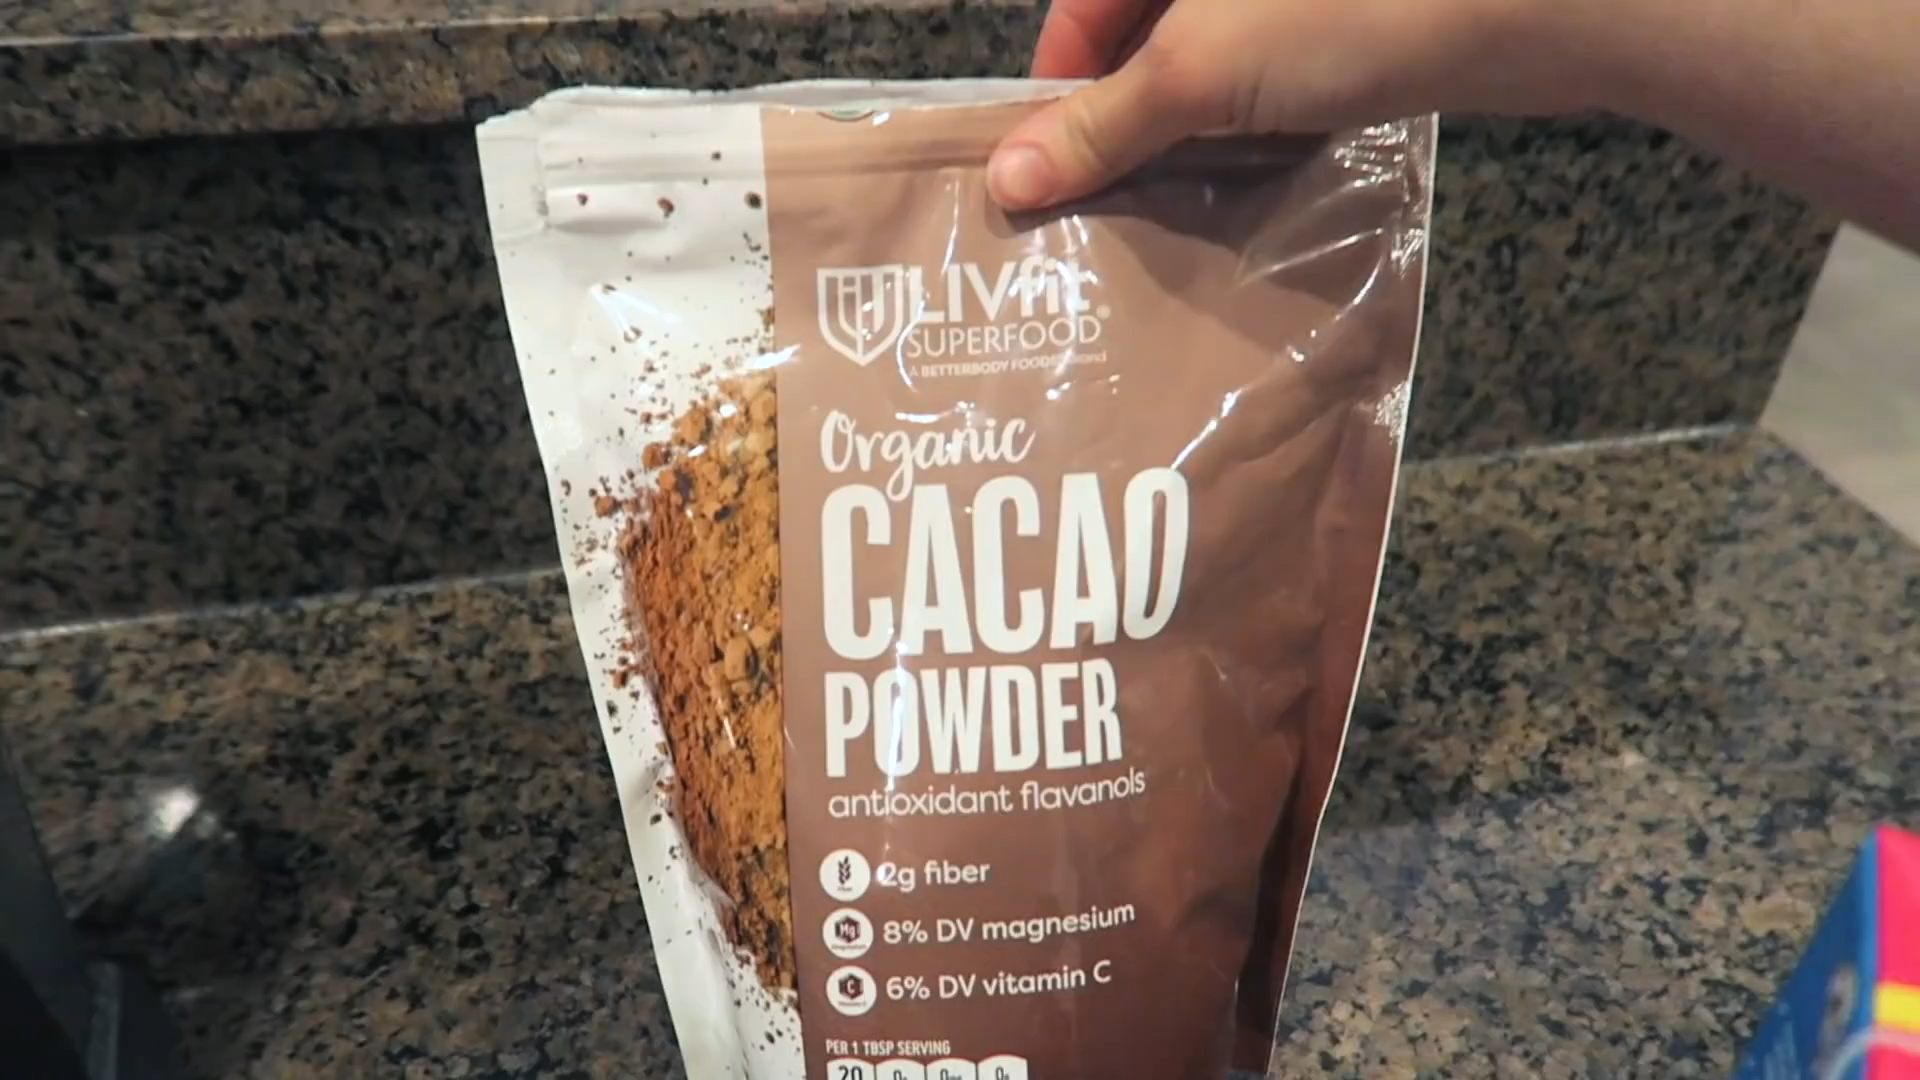 LIVfit
SUPERFOOD®
A BETTERBODY FOODS brand
Organic
CACAO
POWDER
antioxidant flavanols
2g fiber
Mg
8% DV magnesium
C
6% DV vitamin C
PER 1 TBSP SERVING
20